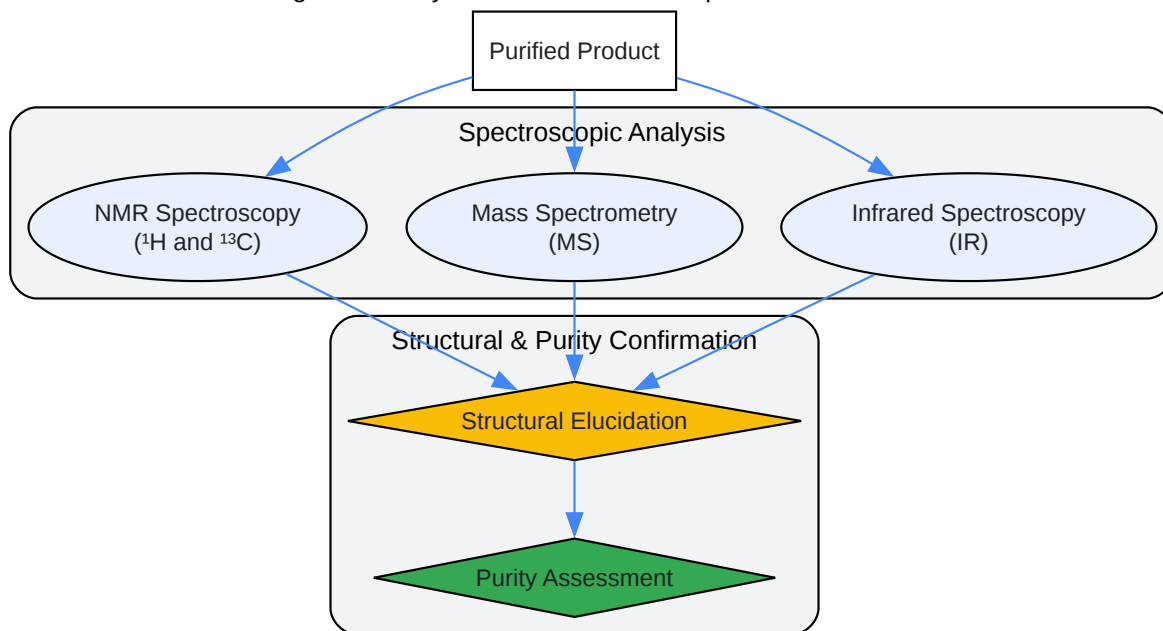 Purified Product
Spectroscopic Analysis
NMR Spectroscopy
(¹H and ¹³C)
Mass Spectrometry
(MS)
Infrared Spectroscopy
(IR)
Structural & Purity Confirmation
Structural Elucidation
Purity Assessment